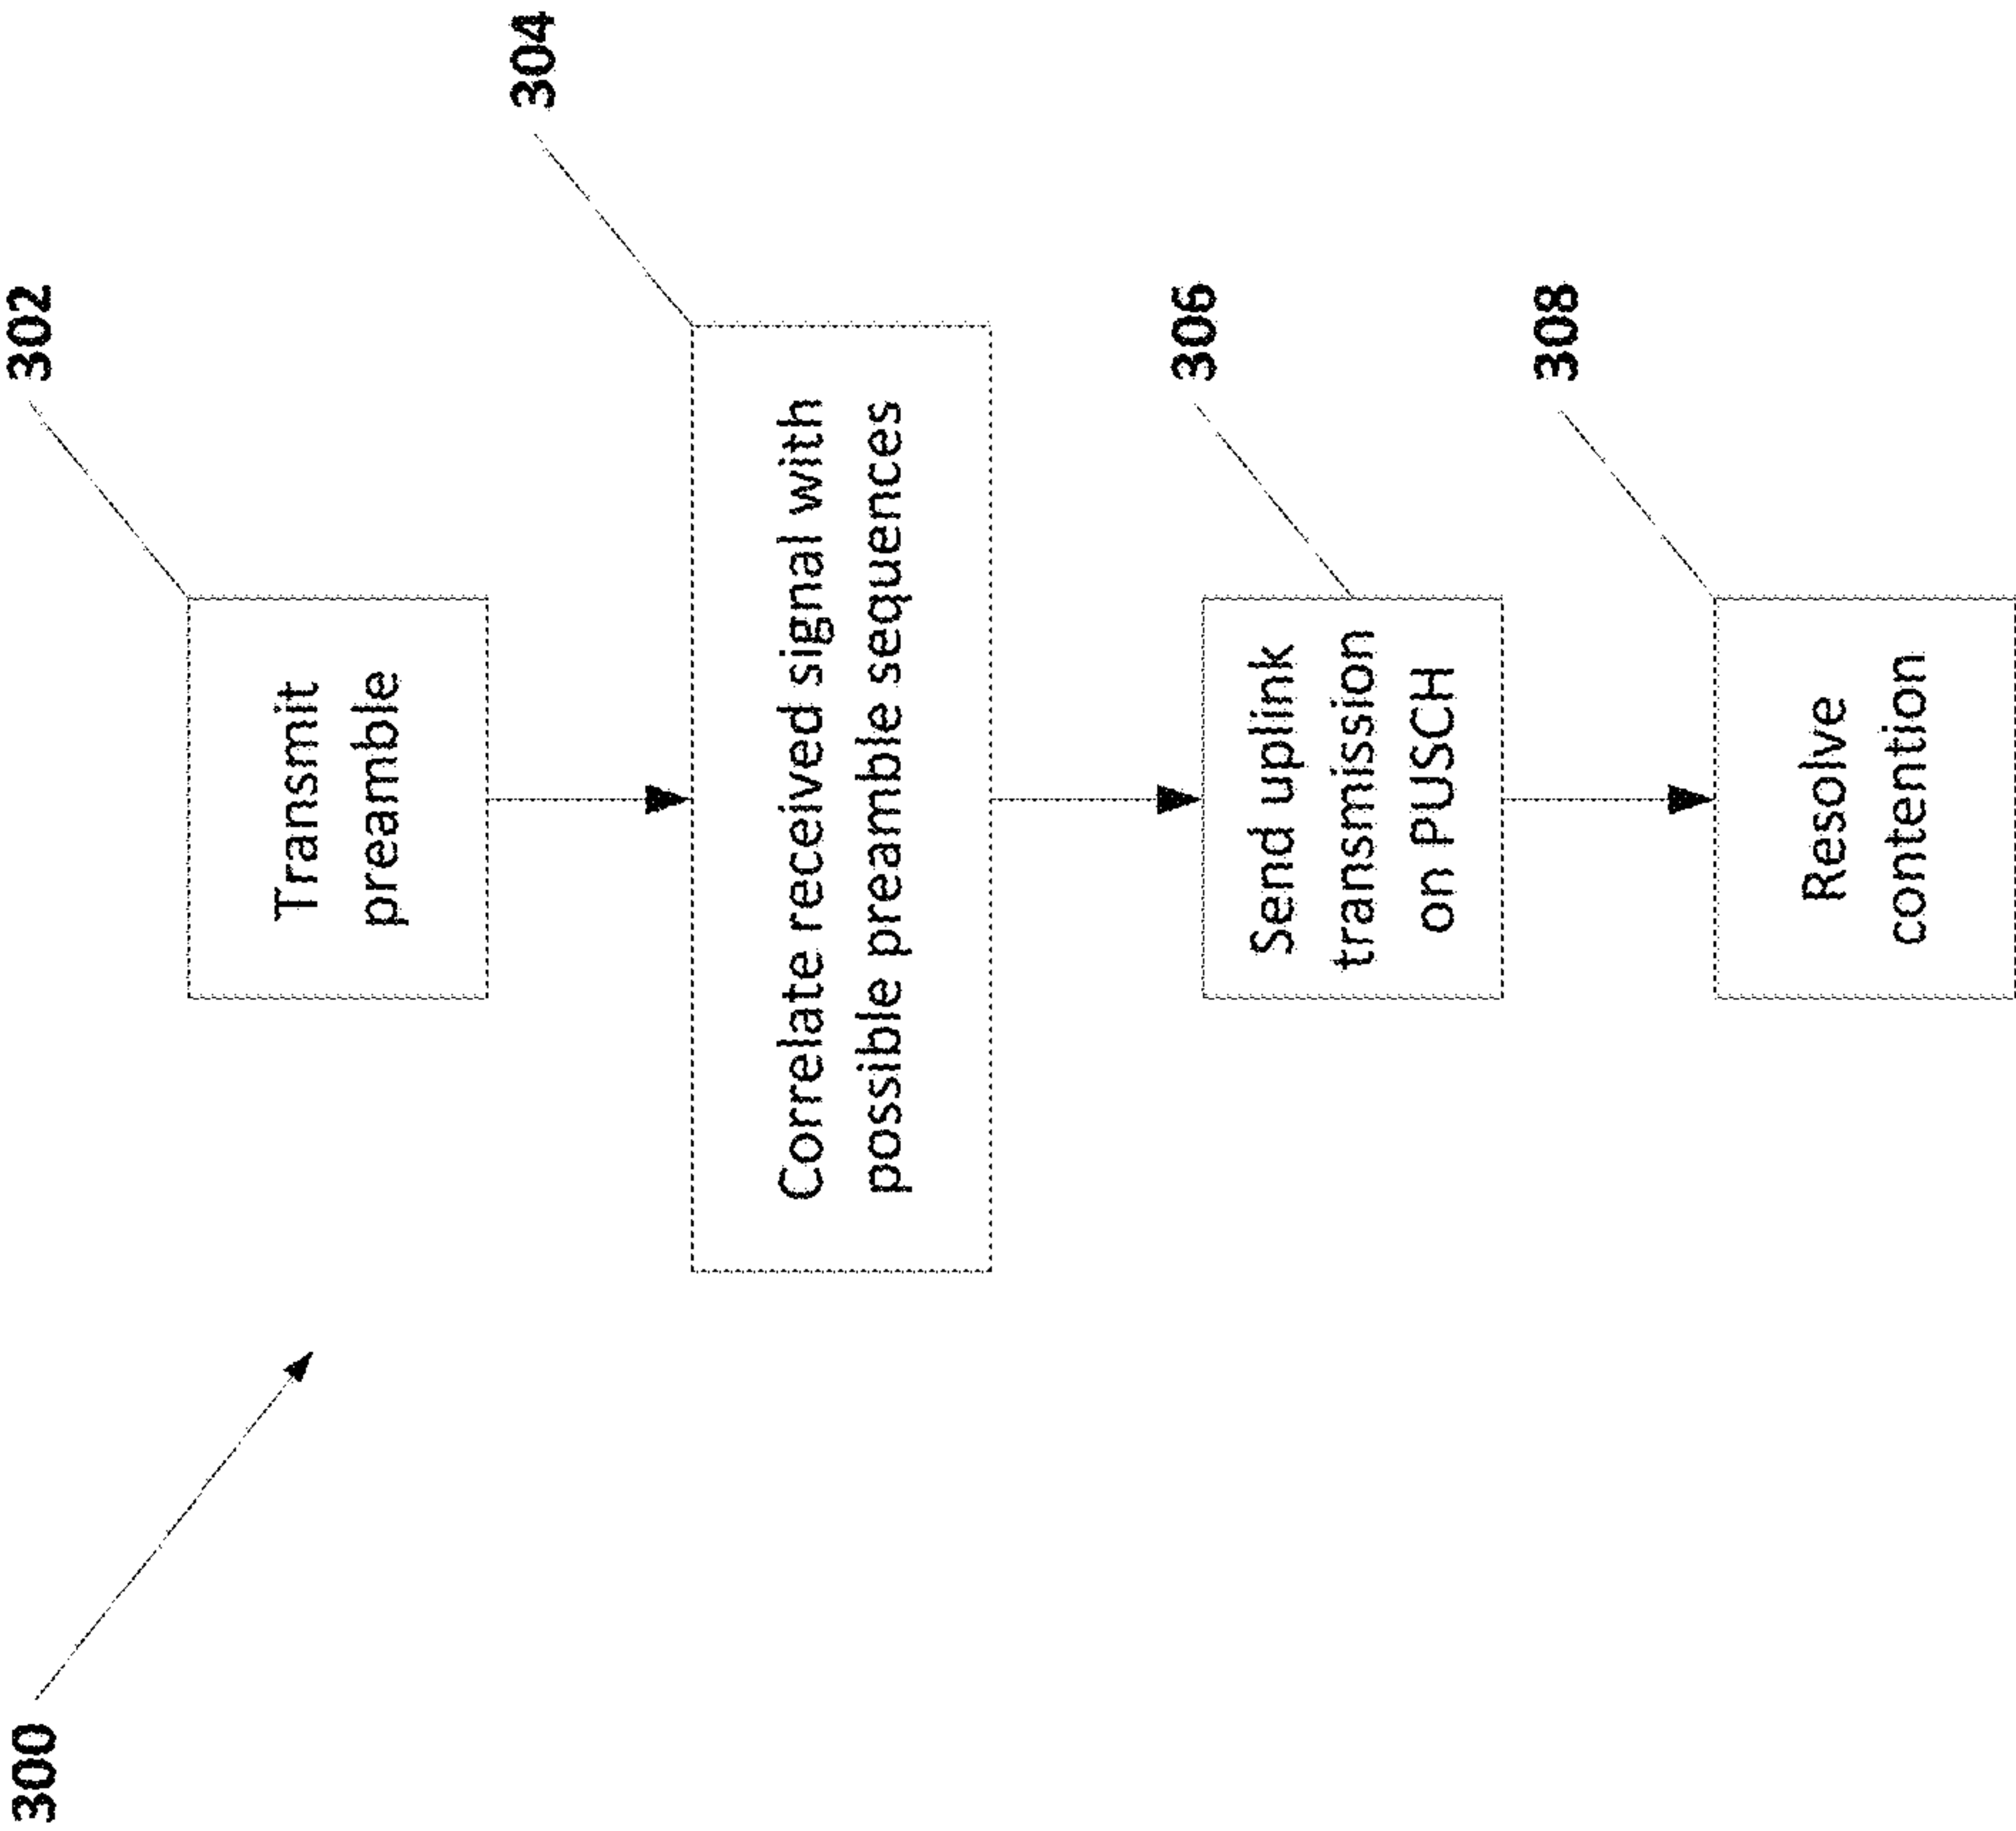 300
302
Transmit
preamble
304
Correlate received signal with
possible preamble sequences
306
Send uplink
transmission
on PUSCH
308
Resolve
contention